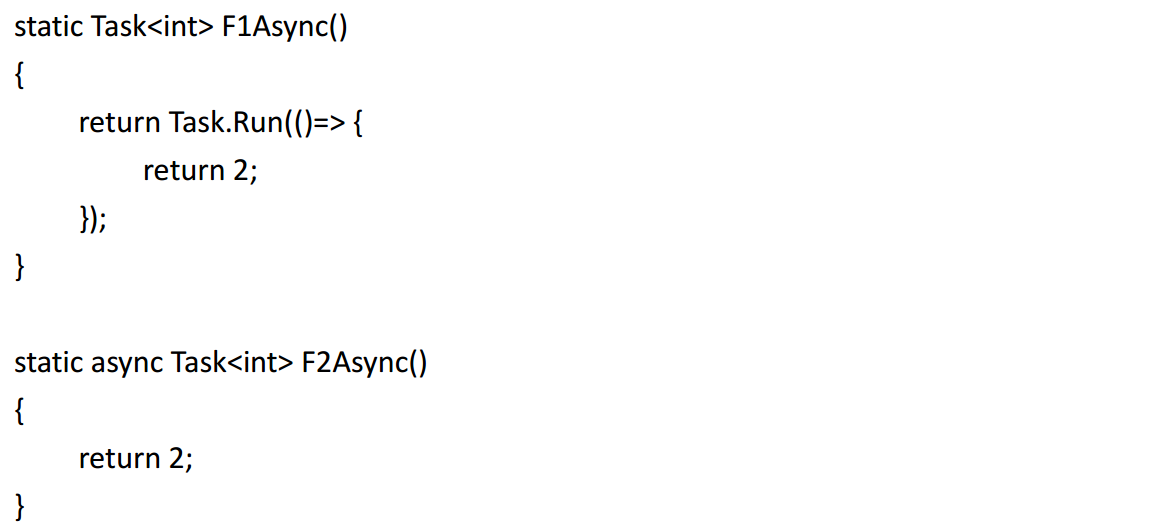 static Task<int> F1Async()
{
return Task.Run(()=> {
return 2;
});
}
static async Task<int> F2Async()
{
return 2;
}